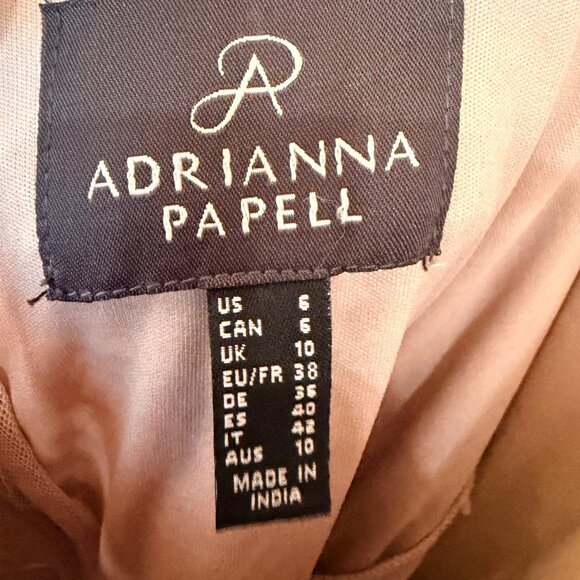 AP
ADRIANNA
PAPELL
US 6
CAN 6
UK 10
EU/FR 38
DE 36
ES 40
IT 42
AUS 10
MADE IN
INDIA